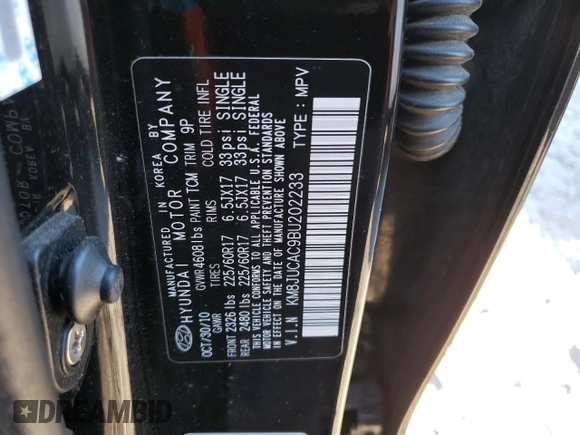 MANUFACTURED IN KOREA BY
HYUNDAI MOTOR COMPANY
OCT/30/10 GVWR 4608 lbs PAINT TCM TRIM 9P
GAWR TIRES RIMS COLD TIRE INFL
FRONT 2326 lbs 225/60R17 6.5JX17 33psi SINGLE
REAR 2480 lbs 225/60R17 6.5JX17 33psi SINGLE
THIS VEHICLE CONFORMS TO ALL APPLICABLE U.S.A. FEDERAL
MOTOR VEHICLE SAFETY AND THEFT PREVENTION STANDARDS
IN EFFECT ON THE DATE OF MANUFACTURE SHOWN ABOVE
V.I.N KM8JUCAC9BU202233 TYPE: MPV
DREAMBID